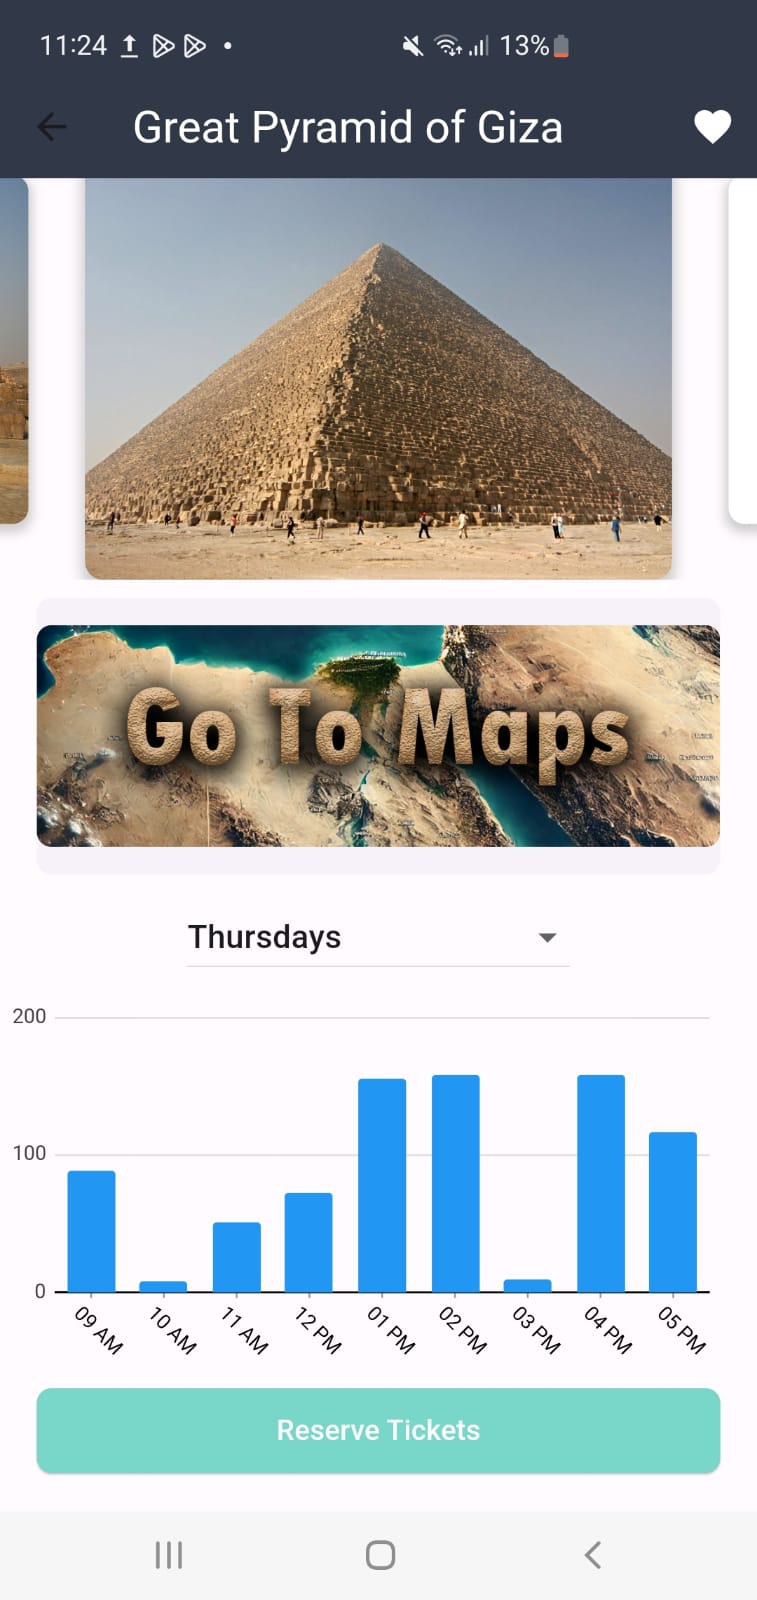 11:24 13%
Great Pyramid of Giza
Go To Maps
Thursdays
200
100
0
09 AM
10 AM
11 AM
12 PM
01 PM
02 PM
03 PM
04 PM
05 PM
Reserve Tickets